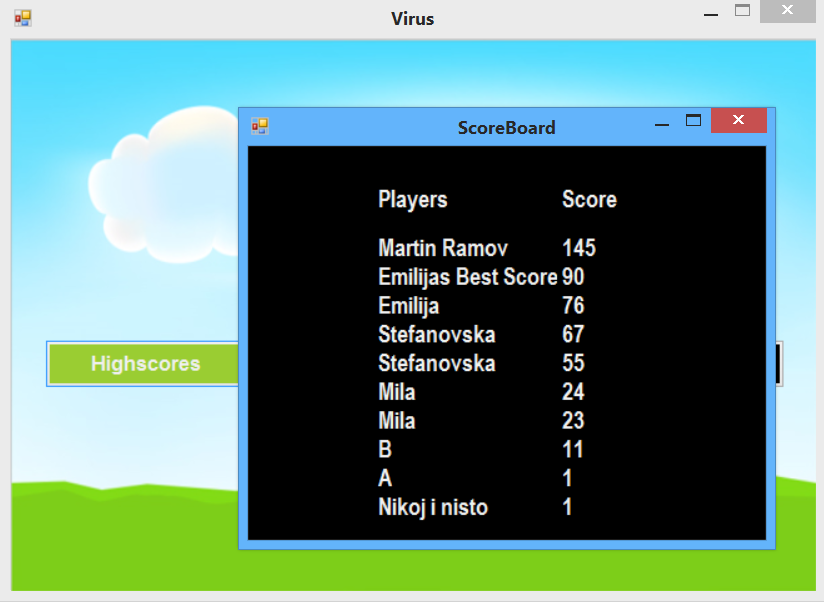 Virus
ScoreBoard
Players Score
Martin Ramov 145
Emilijas Best Score 90
Emilija 76
Stefanovska 67
Stefanovska 55
Mila 24
Mila 23
B 11
A 1
Nikoj i nisto 1
Highscores